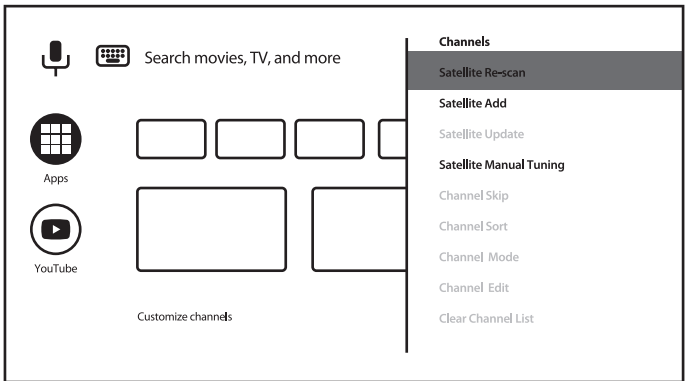 Search movies, TV, and more
Apps
YouTube
Customize channels
Channels
Satellite Re-scan
Satellite Add
Satellite Update
Satellite Manual Tuning
Channel Skip
Channel Sort
Channel Mode
Channel Edit
Clear Channel List